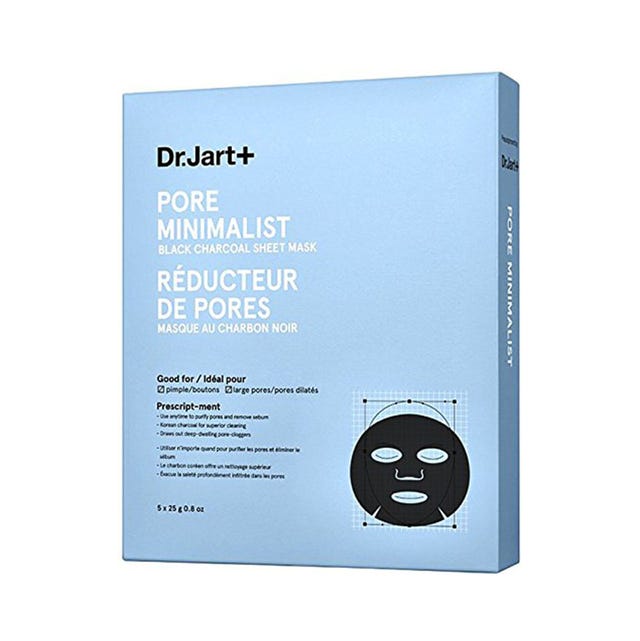 Dr.Jart+
PORE
MINIMALIST
BLACK CHARCOAL SHEET MASK
RÉDUCTEUR
DE PORES
MASQUE AU CHARBON NOIR
Good for / Idéal pour
☑ pimple/boutons ☑ large pores/pores dilatés
Prescript-ment
- Use anytime to purify pores and remove sebum
- Korean charcoal for superior cleaning
- Draws out deep-dwelling pore-cloggers
- Utiliser n'importe quand pour purifier les pores et éliminer le
sébum
- Le charbon coréen offre un nettoyage supérieur
- Évacue la saleté profondément infiltrée dans les pores
5 x 25 g 0.8 oz
Dr.Jart+
PORE MINIMALIST